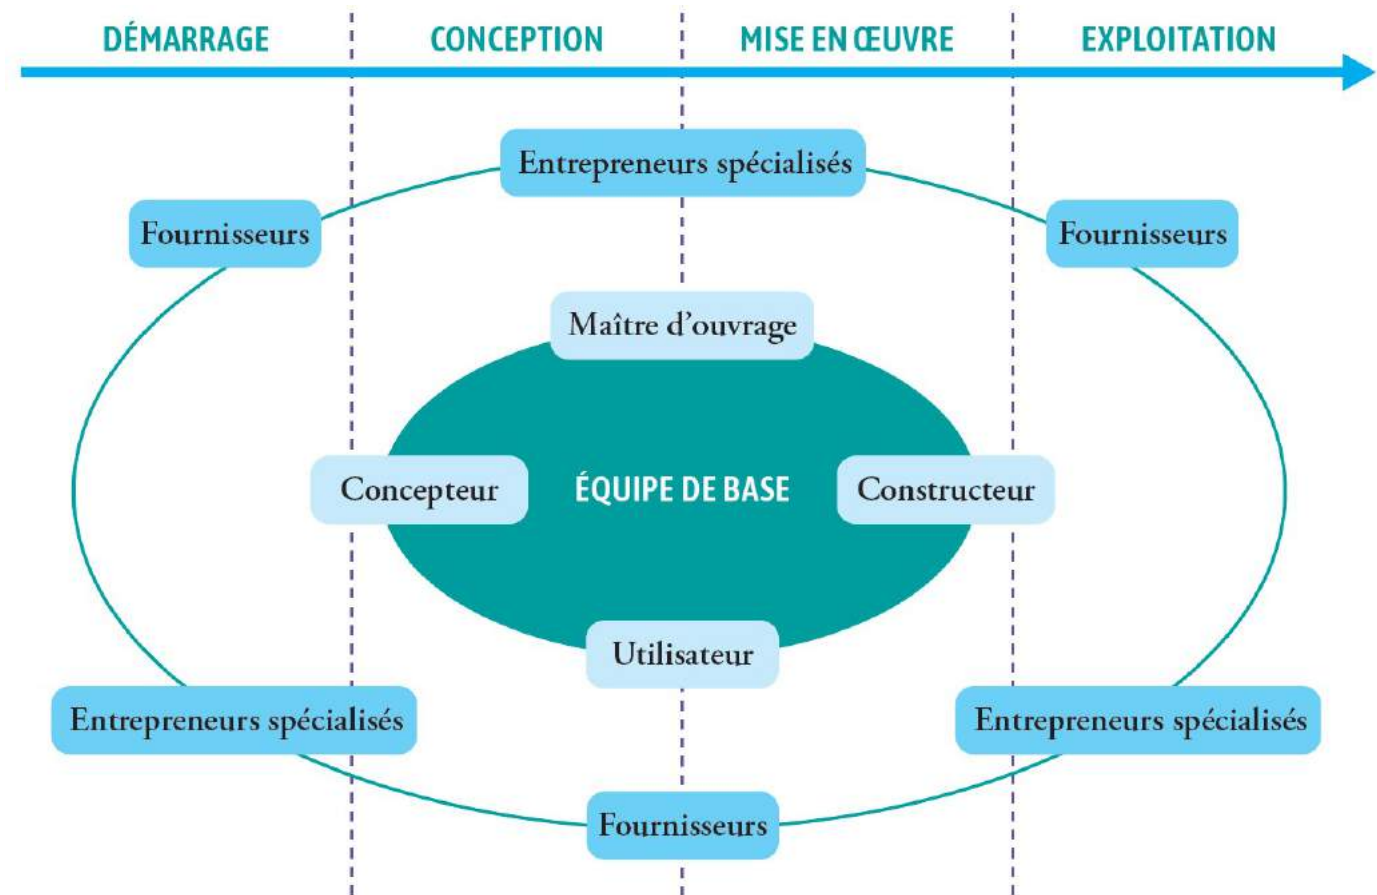 DÉMARRAGE
CONCEPTION
MISE EN ŒUVRE
EXPLOITATION
Entrepreneurs spécialisés
Fournisseurs
Fournisseurs
Maître d'ouvrage
Concepteur
ÉQUIPE DE BASE
Constructeur
Utilisateur
Entrepreneurs spécialisés
Entrepreneurs spécialisés
Fournisseurs